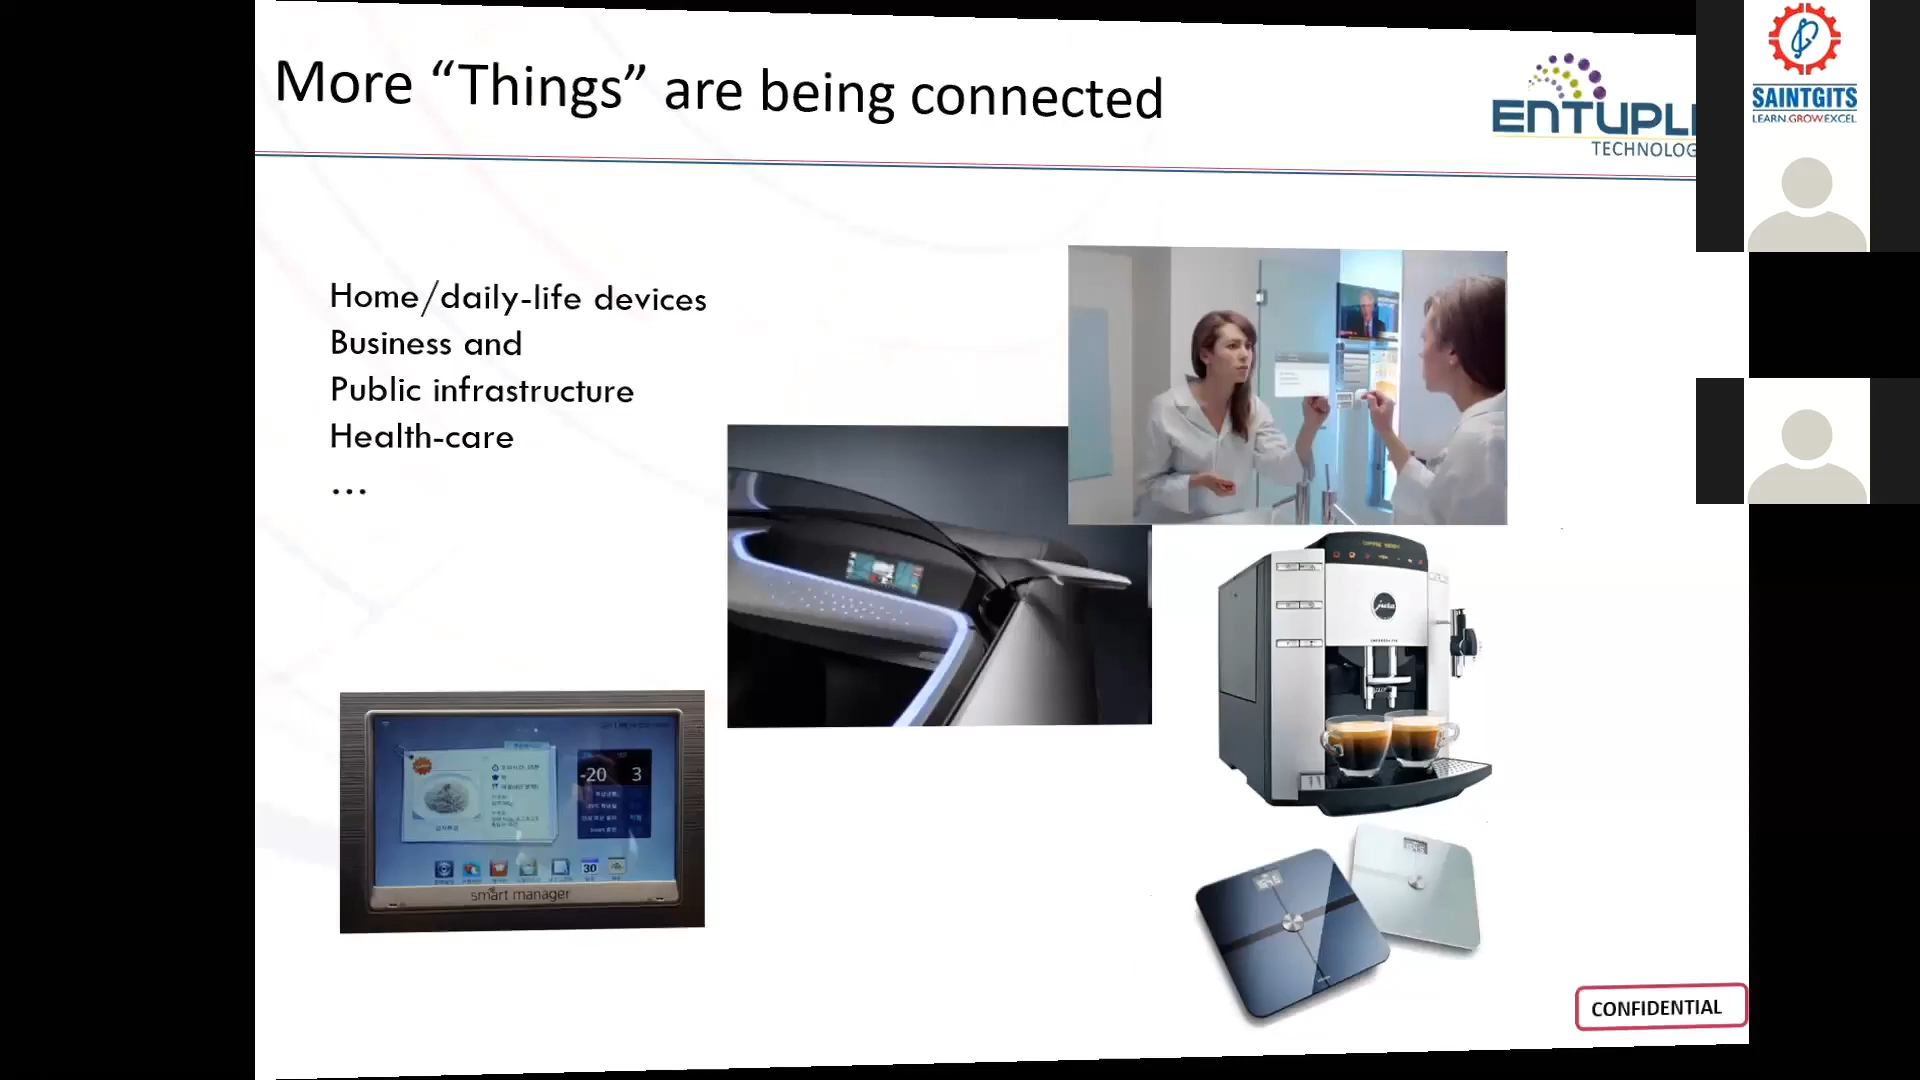 More “Things” are being connected
ENTUPL
TECHNOLOG
SAINTGITS
LEARN.GROW.EXCEL
Home/daily-life devices
Business and
Public infrastructure
Health-care
...
-20 3
30
smart manager
jura
CONFIDENTIAL